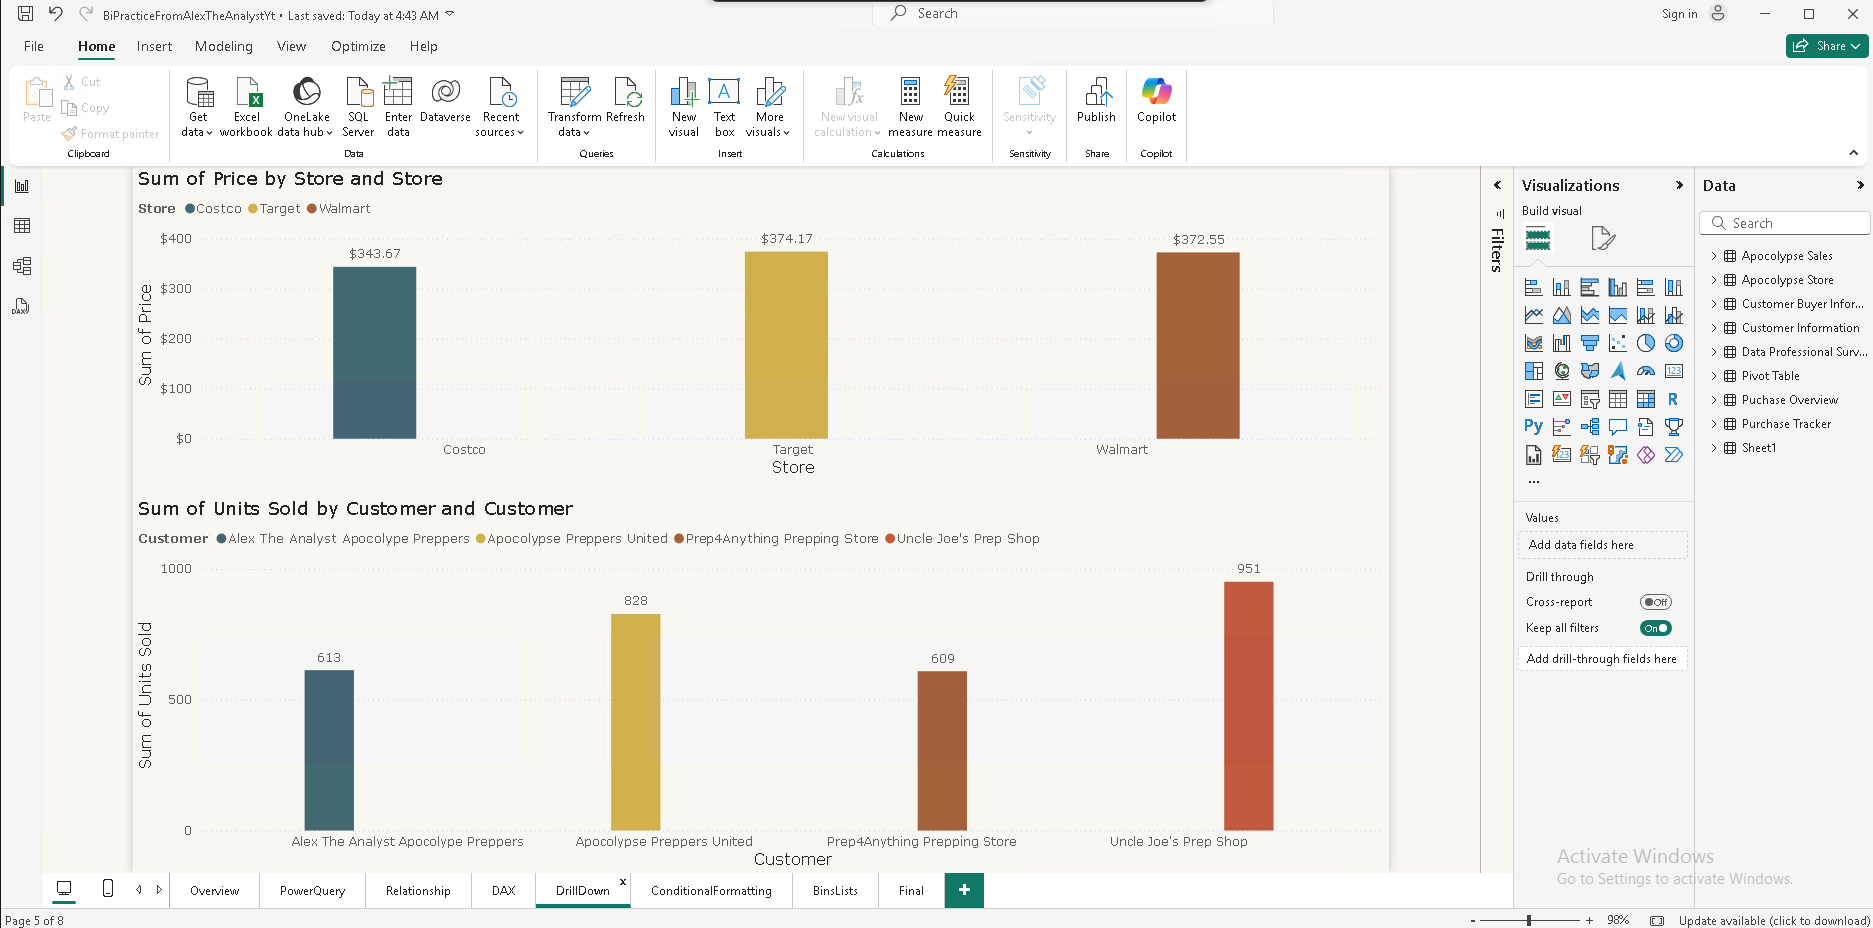 BiPracticeFromAlexTheAnalystYt • Last saved: Today at 4:43 AM
Search
Sign in
File Home Insert Modeling View Optimize Help
Share
Paste
Cut
Copy
Format painter
Clipboard
Get data
Excel workbook
OneLake data hub
SQL Server
Enter data
Dataverse
Recent sources
Data
Transform data
Refresh
Queries
New visual
Text box
More visuals
Insert
New visual calculation
New measure
Quick measure
Calculations
Sensitivity
Sensitivity
Publish
Share
Copilot
Copilot
Sum of Price by Store and Store
Store Costco Target Walmart
$400
$300
$200
$100
$0
Sum of Price
$343.67
$374.17
$372.55
Costco Target Walmart
Store
Sum of Units Sold by Customer and Customer
Customer Alex The Analyst Apocolype Preppers Apocolypse Preppers United Prep4Anything Prepping Store Uncle Joe's Prep Shop
1000
500
0
Sum of Units Sold
613
828
609
951
Alex The Analyst Apocolype Preppers Apocolypse Preppers United Prep4Anything Prepping Store Uncle Joe's Prep Shop
Customer
Filters
Visualizations
Build visual
123
R
Py
123
...
Values
Add data fields here
Drill through
Cross-report Off
Keep all filters On
Add drill-through fields here
Data
Search
Apocolypse Sales
Apocolypse Store
Customer Buyer Infor...
Customer Information
Data Professional Surv...
Pivot Table
Puchase Overview
Purchase Tracker
Sheet1
DAX
Activate Windows
Go to Settings to activate Windows.
Overview PowerQuery Relationship DAX DrillDown x ConditionalFormatting BinsLists Final +
Page 5 of 8
- + 98%
Update available (click to download)